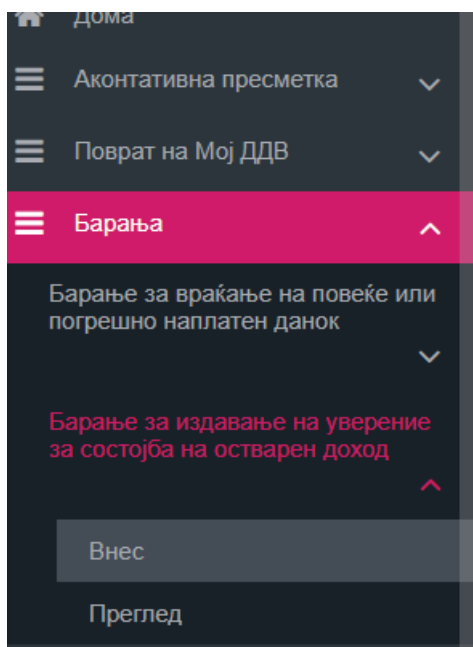 Дома
Аконтативна пресметка
Поврат на Мој ДДВ
Барања
Барање за враќање на повеќе или
погрешно наплатен данок
Барање за издавање на уверение
за состојба на остварен доход
Внес
Преглед